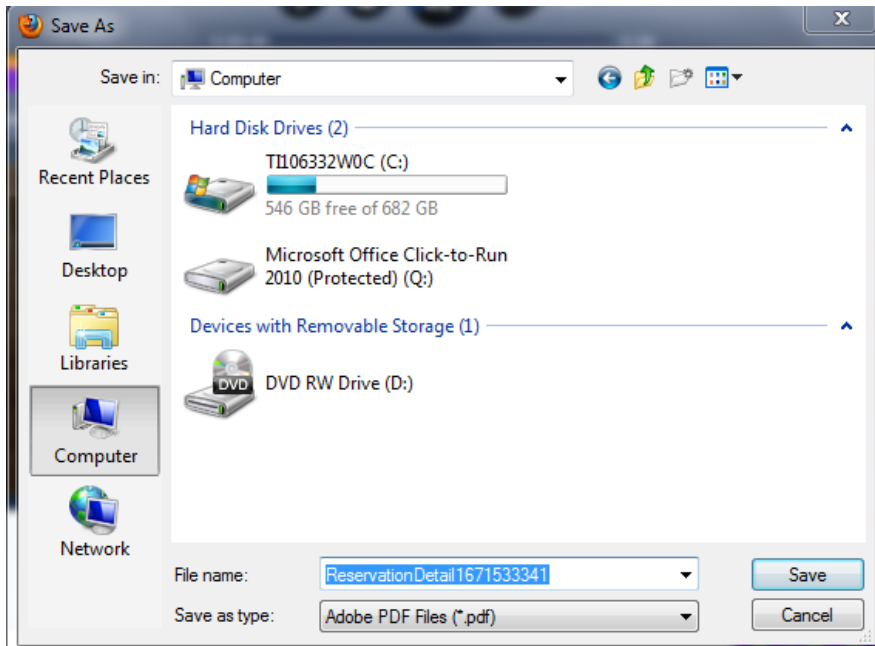 Save As
Save in:
Computer
Recent Places
Desktop
Libraries
Computer
Network
Hard Disk Drives (2)
TI106332W0C (C:)
546 GB free of 682 GB
Microsoft Office Click-to-Run
2010 (Protected) (Q:)
Devices with Removable Storage (1)
DVD
DVD RW Drive (D:)
File name:
ReservationDetail1671533341
Save
Save as type:
Adobe PDF Files (*.pdf)
Cancel